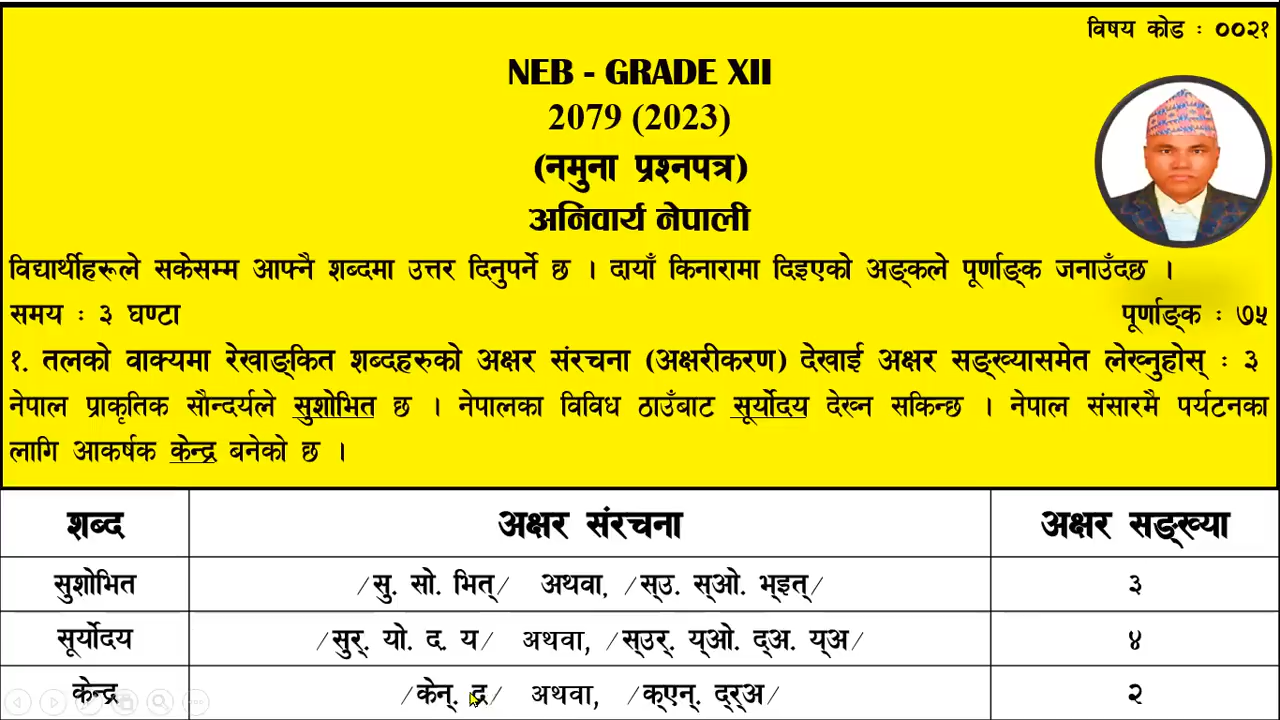 विषय कोड : ००२१
NEB - GRADE XII
2079 (2023)
(नमुना प्रश्नपत्र)
अनिवार्य नेपाली
विद्यार्थीहरूले सकेसम्म आफ्नै शब्दमा उत्तर दिनुपर्ने छ । दायाँ किनारामा दिइएको अङ्कले पूर्णाङ्क जनाउँदछ ।
समय : ३ घण्टा पूर्णाङ्क : ७५
१. तलको वाक्यमा रेखाङ्कित शब्दहरुको अक्षर संरचना (अक्षरीकरण) देखाई अक्षर सङ्ख्यासमेत लेख्नुहोस् : ३
नेपाल प्राकृतिक सौन्दर्यले सुशोभित छ । नेपालका विविध ठाउँबाट सूर्योदय देख्न सकिन्छ । नेपाल संसारमै पर्यटनका
लागि आकर्षक केन्द्र बनेको छ ।
शब्द अक्षर संरचना अक्षर सङ्ख्या
सुशोभित /सु. सो. भित्/ अथवा, /स्उ. स्ओ. भ्इत्/ ३
सूर्योदय /सुर्. यो. द. य/ अथवा, /स्उर्. य्ओ. द्अ. य्अ/ ४
केन्द्र /केन्. द्र/ अथवा, /क्एन्. द्र्अ/ २